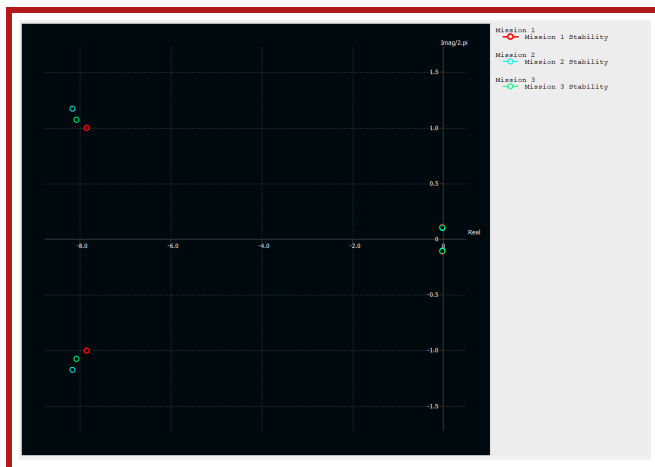 Imag/2.pi
Mission 1
Mission 1 Stability
1.5
Mission 2
Mission 2 Stability
Mission 3
Mission 3 Stability
1.0
0.5
Real
0
-8.0 -6.0 -4.0 -2.0 0
-0.5
-1.0
-1.5